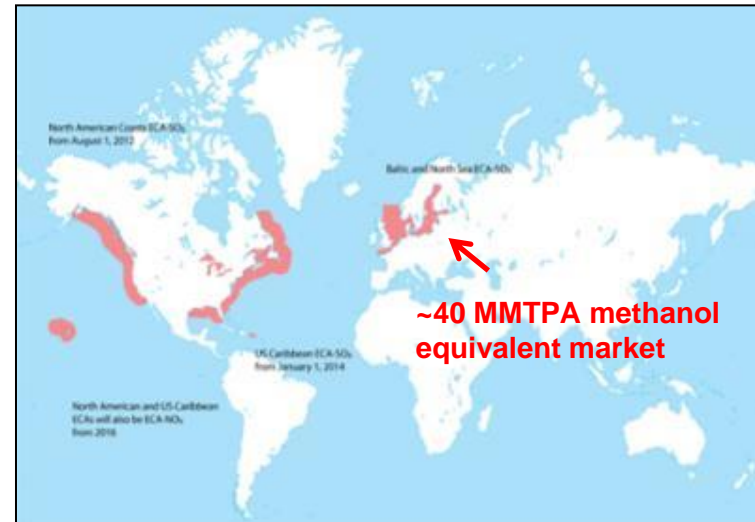 North American Coasts ECA-SOx
from August 1, 2012
Baltic and North Sea ECA-SOx
~40 MMTPA methanol
equivalent market
US Caribbean ECA-SOx
from January 1, 2014
North American and US Caribbean
ECAs will also be ECA-NOx
from 2016